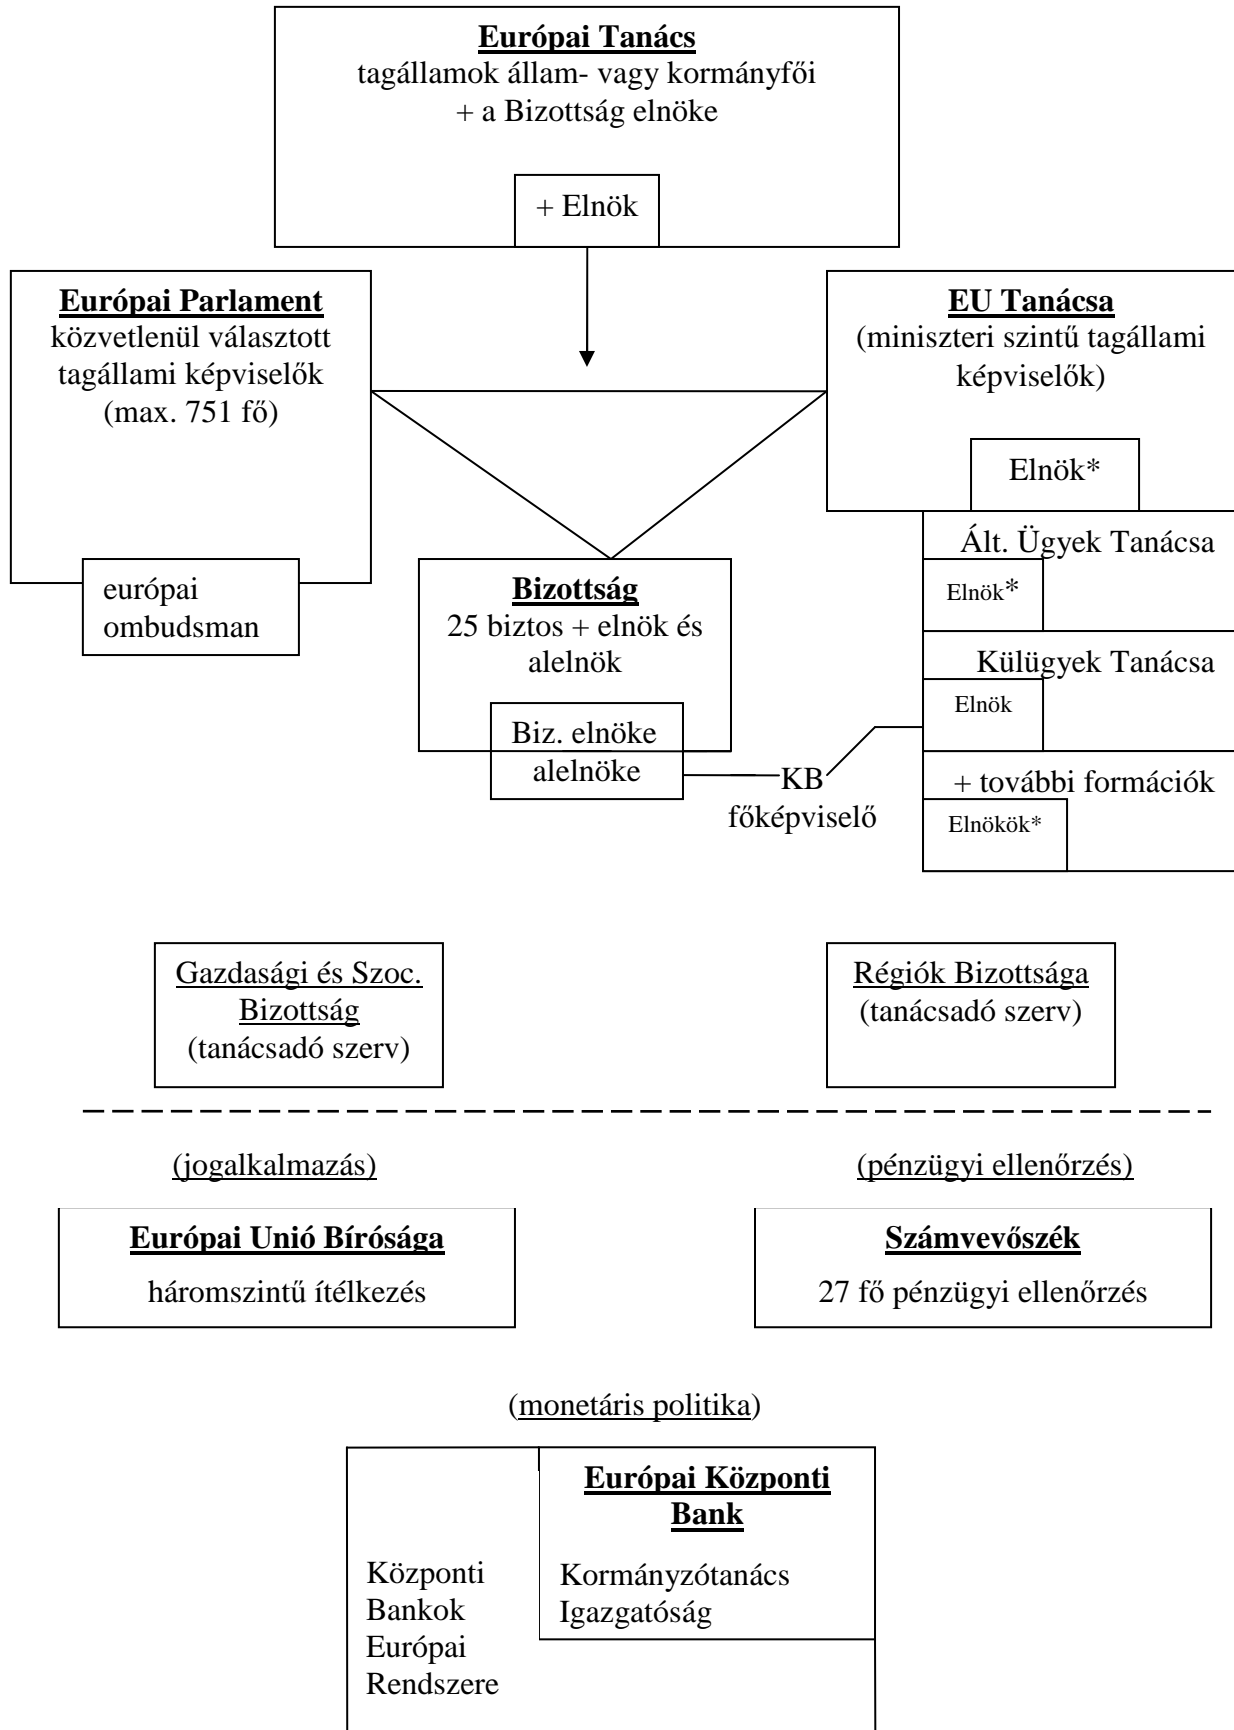 Európai Tanács
tagállamok állam- vagy kormányfői
+ a Bizottság elnöke
+ Elnök
Európai Parlament
közvetlenül választott
tagállami képviselők
(max. 751 fő)
európai
ombudsman
EU Tanácsa
(miniszteri szintű tagállami
képviselők)
Elnök*
Ált. Ügyek Tanácsa
Elnök*
Külügyek Tanácsa
Elnök
+ további formációk
Elnökök*
Bizottság
25 biztos + elnök és
alelnök
Biz. elnöke
alelnöke
KB
főképviselő
Gazdasági és Szoc.
Bizottság
(tanácsadó szerv)
Régiók Bizottsága
(tanácsadó szerv)
(jogalkalmazás)
(pénzügyi ellenőrzés)
Európai Unió Bírósága
háromszintű ítélkezés
Számvevőszék
27 fő pénzügyi ellenőrzés
(monetáris politika)
Európai Központi
Bank
Kormányzótanács
Igazgatóság
Központi
Bankok
Európai
Rendszere